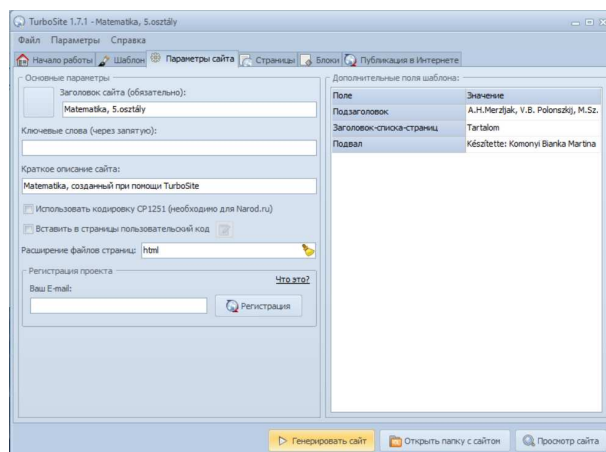 TurboSite 1.7.1 - Matematika, 5.osztály
Файл Параметры Справка
Начало работы Шаблон Параметры сайта Страницы Блоки Публикация в Интернете
Основные параметры
Заголовок сайта (обязательно):
Matematika, 5.osztály
Ключевые слова (через запятую):
Краткое описание сайта:
Matematika, созданный при помощи TurboSite
Использовать кодировку CP1251 (необходимо для Narod.ru)
Вставить в страницы пользовательский код
Расширение файлов страниц: html
Регистрация проекта
Что это?
Ваш E-mail:
Регистрация
Дополнительные поля шаблона:
Поле Значение
Подзаголовок A.H.Merzljak, V.B. Polonszkij, M.Sz.
Заголовок-списка-страниц Tartalom
Подвал Készítette: Komonyi Bianka Martina
Генерировать сайт Открыть папку с сайтом Просмотр сайта